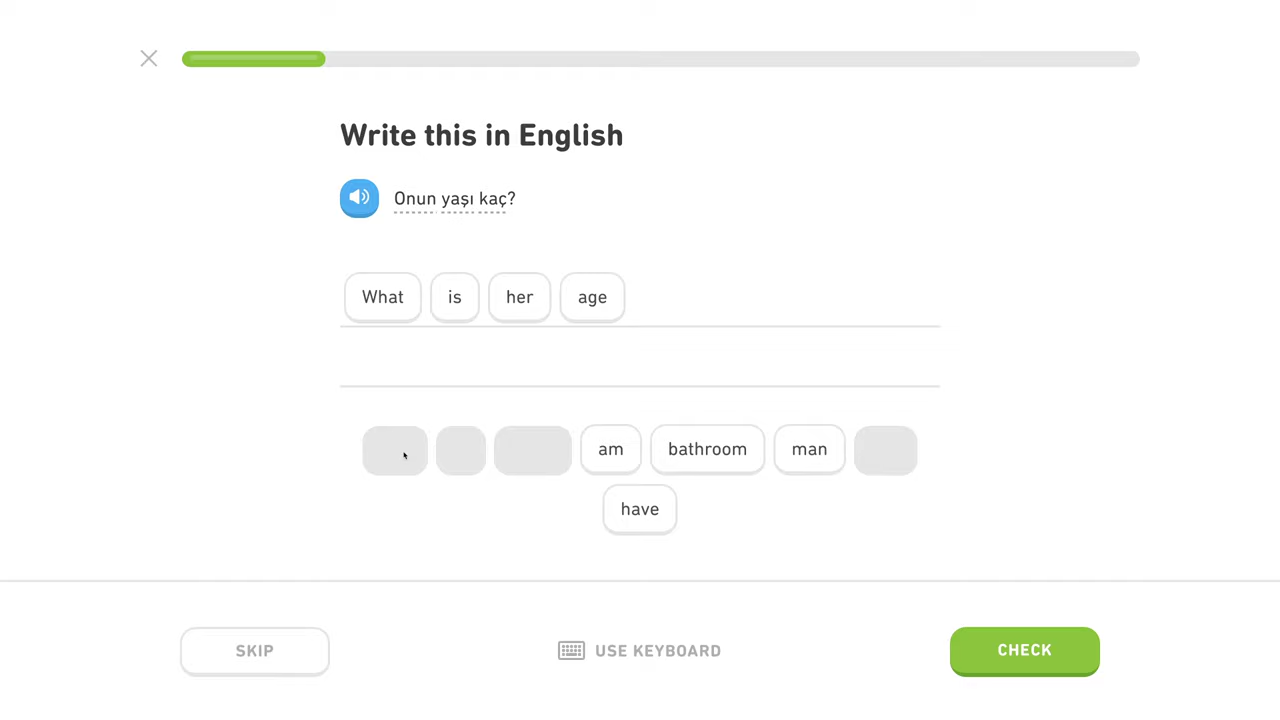 Write this in English
Onun yaşı kaç?
What is her age
am bathroom man
have
SKIP USE KEYBOARD CHECK